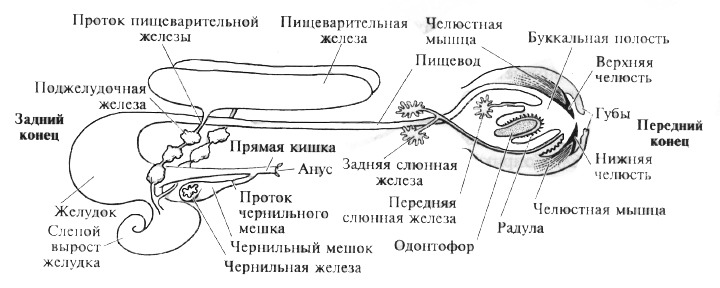 Проток пищеварительной
железы
Пищеварительная
железа
Челюстная
мышца
Буккальная полость
Пищевод
Верхняя
челюсть
Поджелудочная
железа
Губы
Задний
конец
Передний
конец
Прямая кишка
Анус
Задняя слюнная
железа
Нижняя
челюсть
Желудок
Проток
чернильного
мешка
Передняя
слюнная железа
Челюстная мышца
Слепой
вырост
желудка
Радула
Одонтофор
Чернильный мешок
Чернильная железа